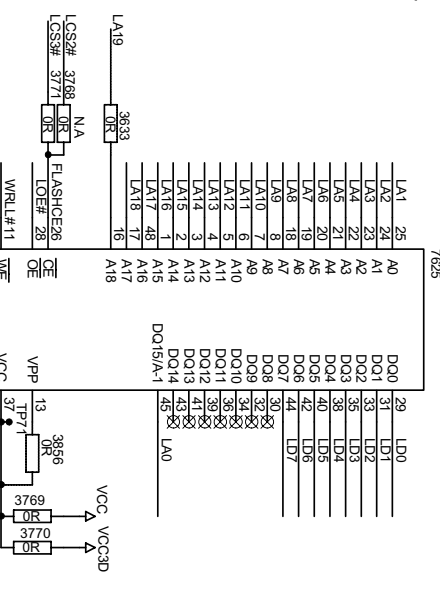 7625
LA1 25 A0 DQ0 29 LD0
LA2 24 A1 DQ1 31 LD1
LA3 23 A2 DQ2 33 LD2
LA4 22 A3 DQ3 35 LD3
LA5 21 A4 DQ4 38 LD4
LA6 20 A5 DQ5 40 LD5
LA7 19 A6 DQ6 42 LD6
LA8 18 A7 DQ7 44 LD7
LA9 8 A8 DQ8 30
LA10 7 A9 DQ9 32
LA11 6 A10 DQ10 34
LA12 5 A11 DQ11 36
LA13 4 A12 DQ12 39
LA14 3 A13 DQ13 41
LA15 2 A14 DQ14 43
LA16 1 A15 DQ15/A-1 45 LA0
LA17 48 A16
LA18 17 A17
LA19 3633 0R 16 A18
LCS2# 3768 0R N.A
LCS3# 3771 0R
FLASHCE26 CE
LOE# 28 OE
WRLL#11 WE
VPP 13
3856
0R
VCC 37 TP71
3769
0R
VCC
3770
0R
VCC3D